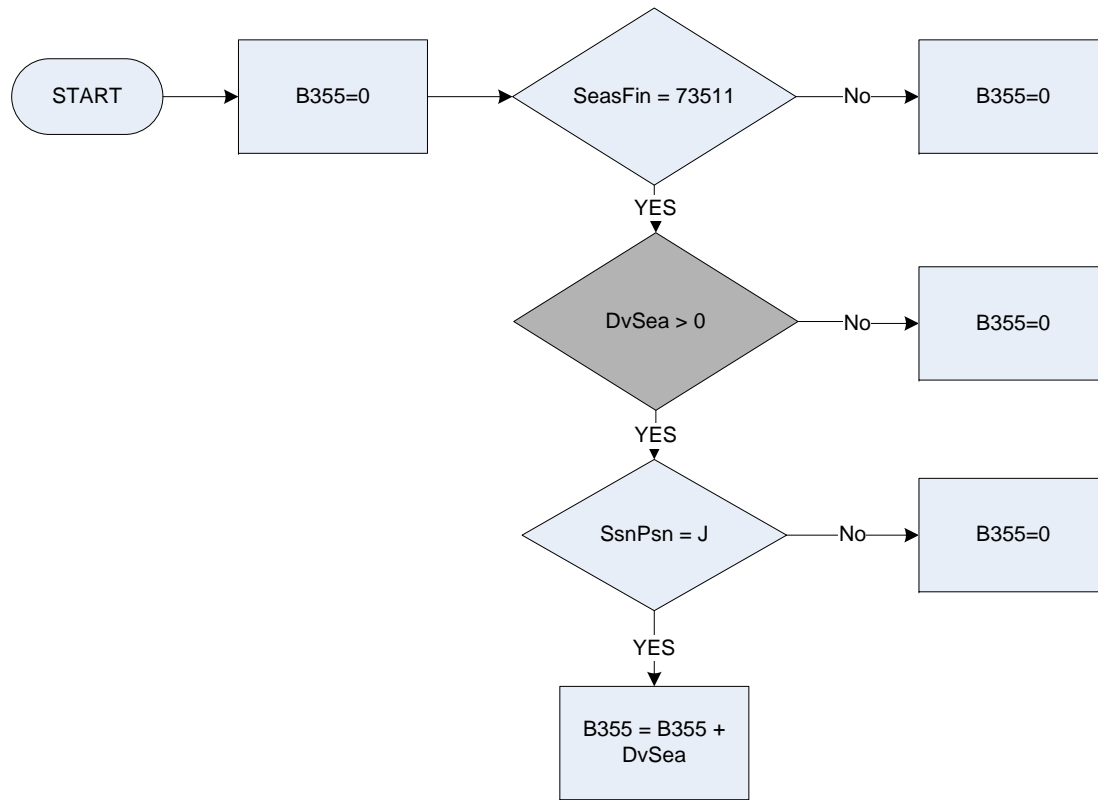 START
B355=0
SeasFin = 73511
No
B355=0
YES
DvSea > 0
No
B355=0
YES
SsnPsn = J
No
B355=0
YES
B355 = B355 +
DvSea